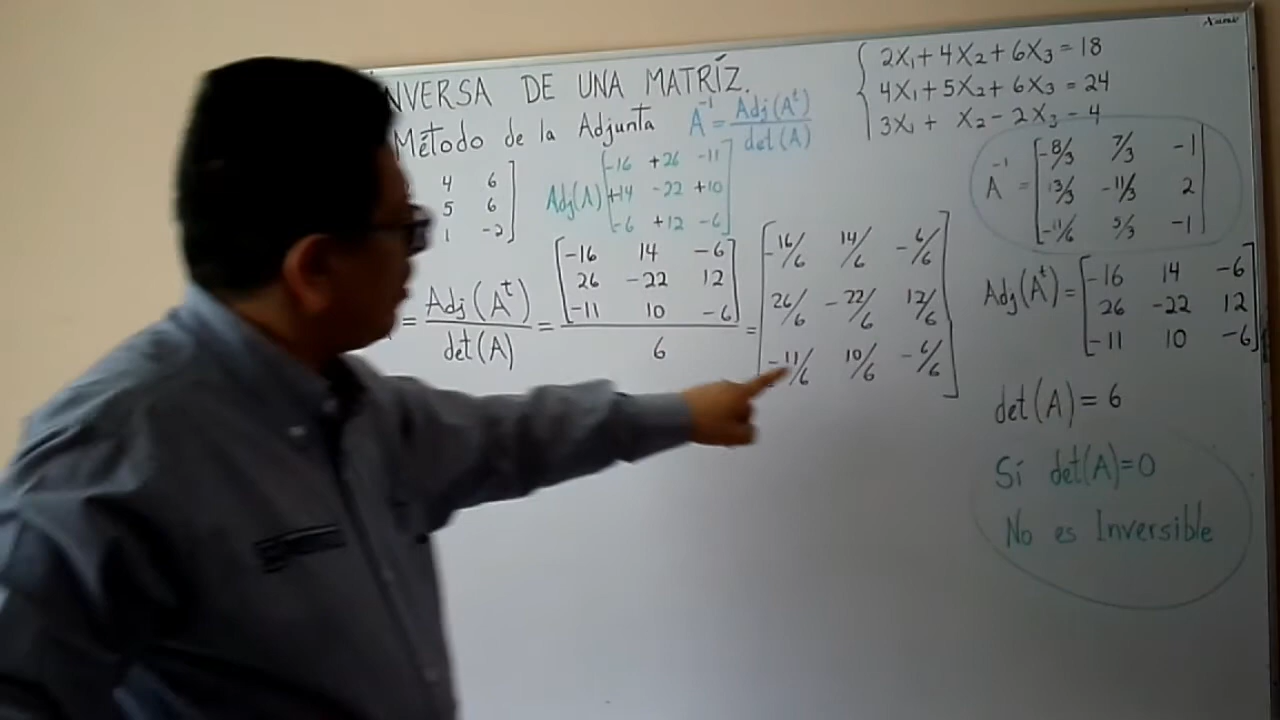 NVERSA DE UNA MATRÍZ.
Método de la Adjunta A⁻¹ = Adj(Aᵗ)/det(A)
4 6
5 6
1 -2
Adj(A) [-16 +26 -11
+14 -22 +10
-6 +12 -6]
= Adj(Aᵗ)/det(A) = [-16 14 -6
26 -22 12
-11 10 -6]
6
= [-16/6 14/6 -6/6
26/6 -22/6 12/6
-11/6 10/6 -6/6]
2X₁ + 4X₂ + 6X₃ = 18
4X₁ + 5X₂ + 6X₃ = 24
3X₁ + X₂ - 2X₃ - 4
A⁻¹ = [-8/3 7/3 -1
13/3 -11/3 2
-11/6 5/3 -1]
Adj(Aᵗ) = [-16 14 -6
26 -22 12
-11 10 -6]
det(A) = 6
Sí det(A)=0
No es Inversible